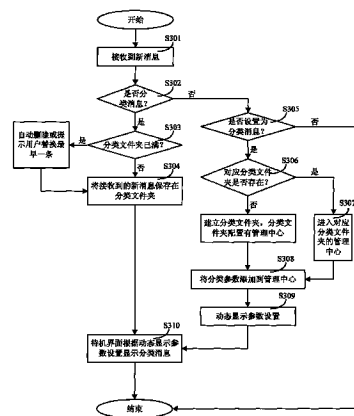 开始
S301
接收到新消息
S302
是否分
类消息?
否
是
S303
分类文件夹已满?
是
自动删除或提
示用户替换最
早一条
否
S304
将接收到的新消息保存在
分类文件夹
S305
是否设置为
分类消息?
否
是
S306
对应分类文件
夹是否存在?
是
否
建立分类文件夹,分类文
件夹配置有管理中心
S307
进入对应
分类文件
夹的管理
中心
S308
将分类参数添加到管理中心
S309
动态显示参数设置
S310
待机界面根据动态显示参
数设置显示分类消息
结束